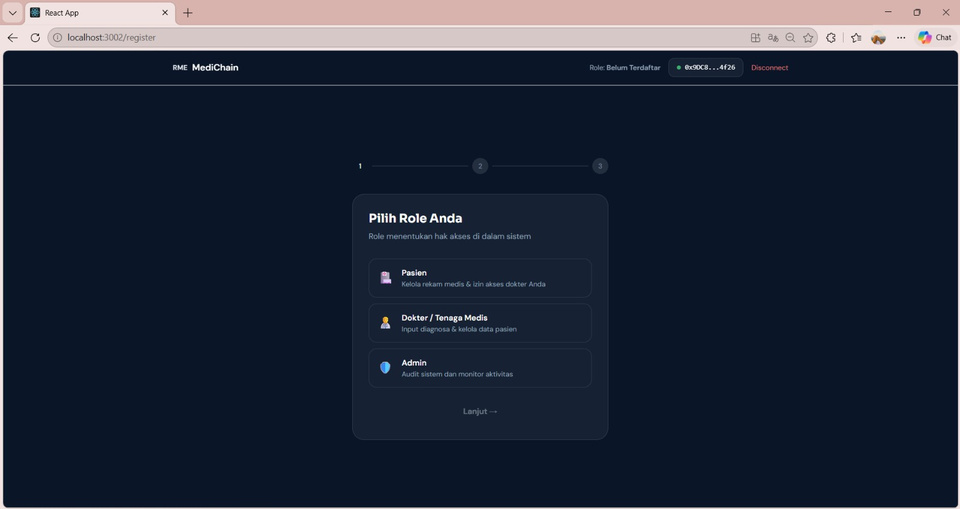 React App
localhost:3002/register
Chat
RME MediChain
Role: Belum Terdaftar
0x9DC8...4f26
Disconnect
1
2
3
Pilih Role Anda
Role menentukan hak akses di dalam sistem
Pasien
Kelola rekam medis & izin akses dokter Anda
Dokter / Tenaga Medis
Input diagnosa & kelola data pasien
Admin
Audit sistem dan monitor aktivitas
Lanjut →